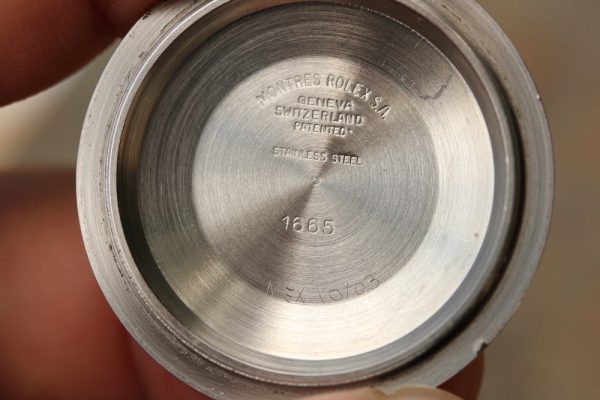 MONTRES ROLEX S.A.
GENEVA
SWITZERLAND
PATENTED
STAINLESS STEEL
1665